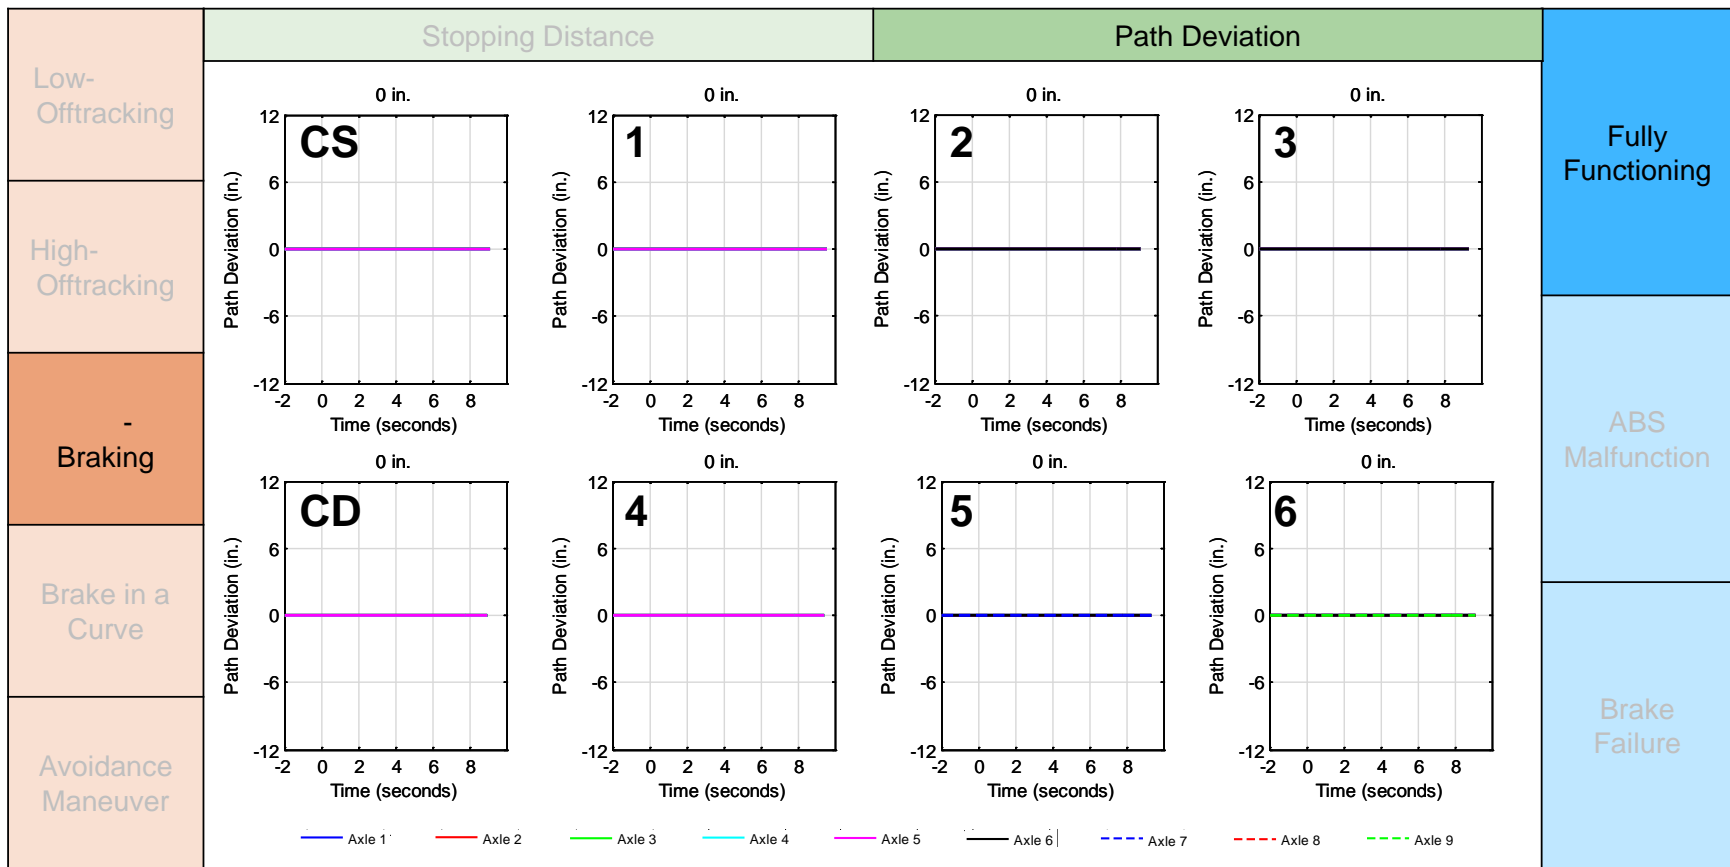 Stopping Distance
Path Deviation
Low-
Offtracking
High-
Offtracking
-
Braking
Brake in a
Curve
Avoidance
Maneuver
0 in.
CS
12
6
0
-6
-12
Path Deviation (in.)
-2 0 2 4 6 8
Time (seconds)
0 in.
1
12
6
0
-6
-12
Path Deviation (in.)
-2 0 2 4 6 8
Time (seconds)
0 in.
2
12
6
0
-6
-12
Path Deviation (in.)
-2 0 2 4 6 8
Time (seconds)
0 in.
3
12
6
0
-6
-12
Path Deviation (in.)
-2 0 2 4 6 8
Time (seconds)
0 in.
CD
12
6
0
-6
-12
Path Deviation (in.)
-2 0 2 4 6 8
Time (seconds)
0 in.
4
12
6
0
-6
-12
Path Deviation (in.)
-2 0 2 4 6 8
Time (seconds)
0 in.
5
12
6
0
-6
-12
Path Deviation (in.)
-2 0 2 4 6 8
Time (seconds)
0 in.
6
12
6
0
-6
-12
Path Deviation (in.)
-2 0 2 4 6 8
Time (seconds)
Axle 1 Axle 2 Axle 3 Axle 4 Axle 5 Axle 6 Axle 7 Axle 8 Axle 9
Fully
Functioning
ABS
Malfunction
Brake
Failure